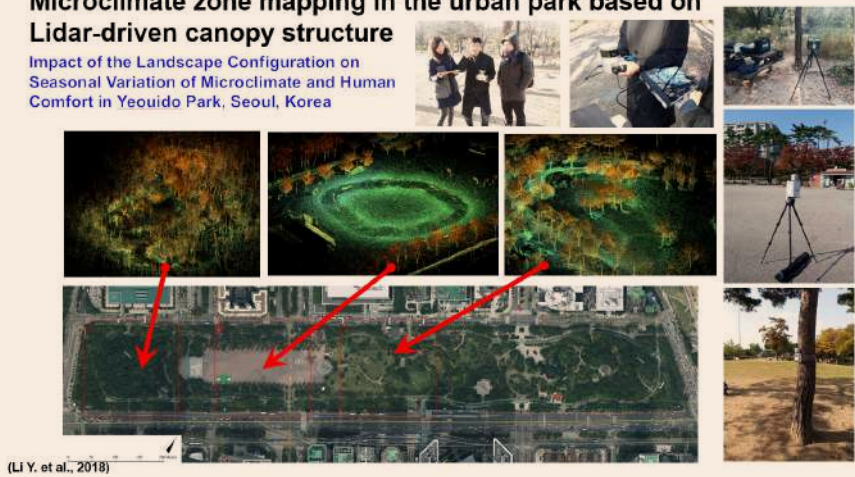 Microclimate zone mapping in the urban park based on
Lidar-driven canopy structure
Impact of the Landscape Configuration on
Seasonal Variation of Microclimate and Human
Comfort in Yeouido Park, Seoul, Korea
(Li Y. et al., 2018)